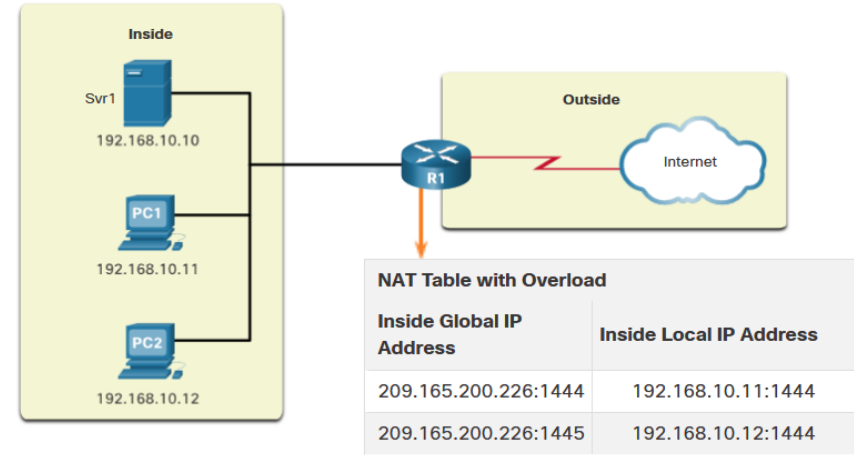 Inside
Svr1
192.168.10.10
PC1
192.168.10.11
PC2
192.168.10.12
R1
Outside
Internet
NAT Table with Overload
Inside Global IP
Address
Inside Local IP Address
209.165.200.226:1444 192.168.10.11:1444
209.165.200.226:1445 192.168.10.12:1444